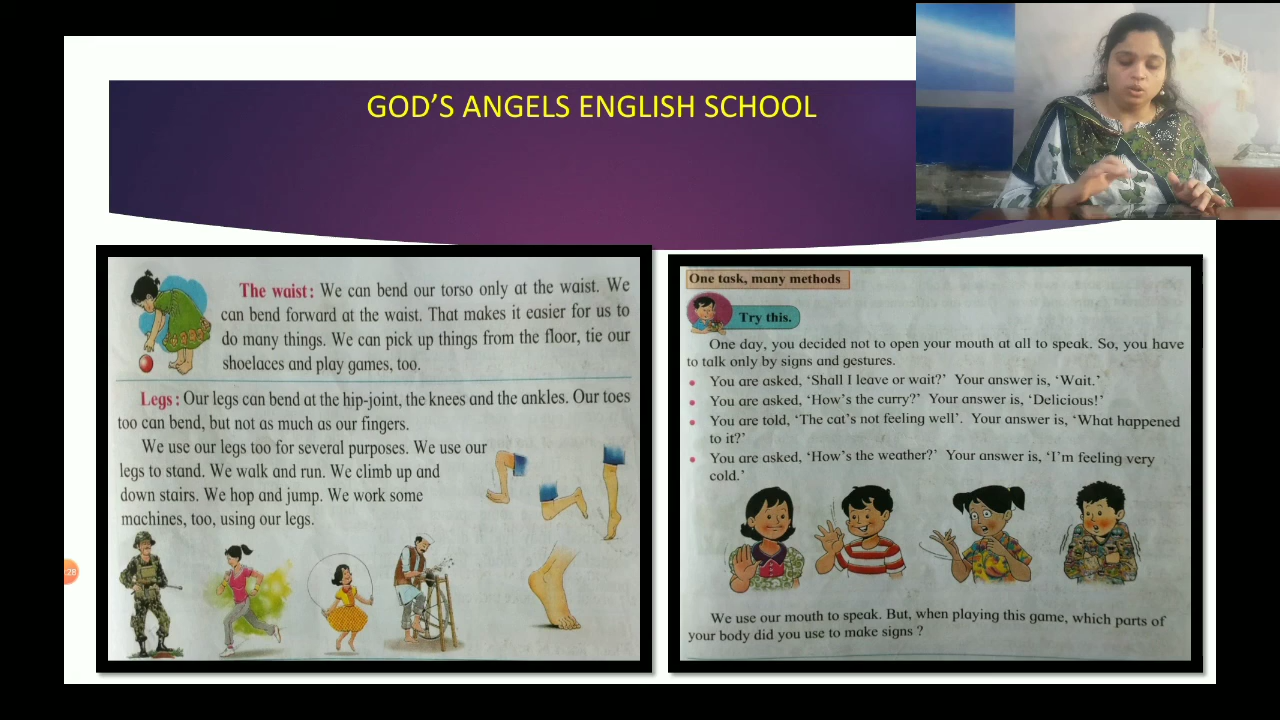 GOD'S ANGELS ENGLISH SCHOOL
The waist : We can bend our torso only at the waist. We
can bend forward at the waist. That makes it easier for us to
do many things. We can pick up things from the floor, tie our
shoelaces and play games, too.
Legs : Our legs can bend at the hip-joint, the knees and the ankles. Our toes
too can bend, but not as much as our fingers.
We use our legs too for several purposes. We use our
legs to stand. We walk and run. We climb up and
down stairs. We hop and jump. We work some
machines, too, using our legs.
One task, many methods
Try this.
One day, you decided not to open your mouth at all to speak. So, you have
to talk only by signs and gestures.
• You are asked, 'Shall I leave or wait?' Your answer is, 'Wait.'
• You are asked, 'How's the curry?' Your answer is, 'Delicious!'
• You are told, 'The cat's not feeling well'. Your answer is, 'What happened
to it?'
• You are asked, 'How's the weather?' Your answer is, 'I'm feeling very
cold.'
We use our mouth to speak. But, when playing this game, which parts of
your body did you use to make signs ?
:28